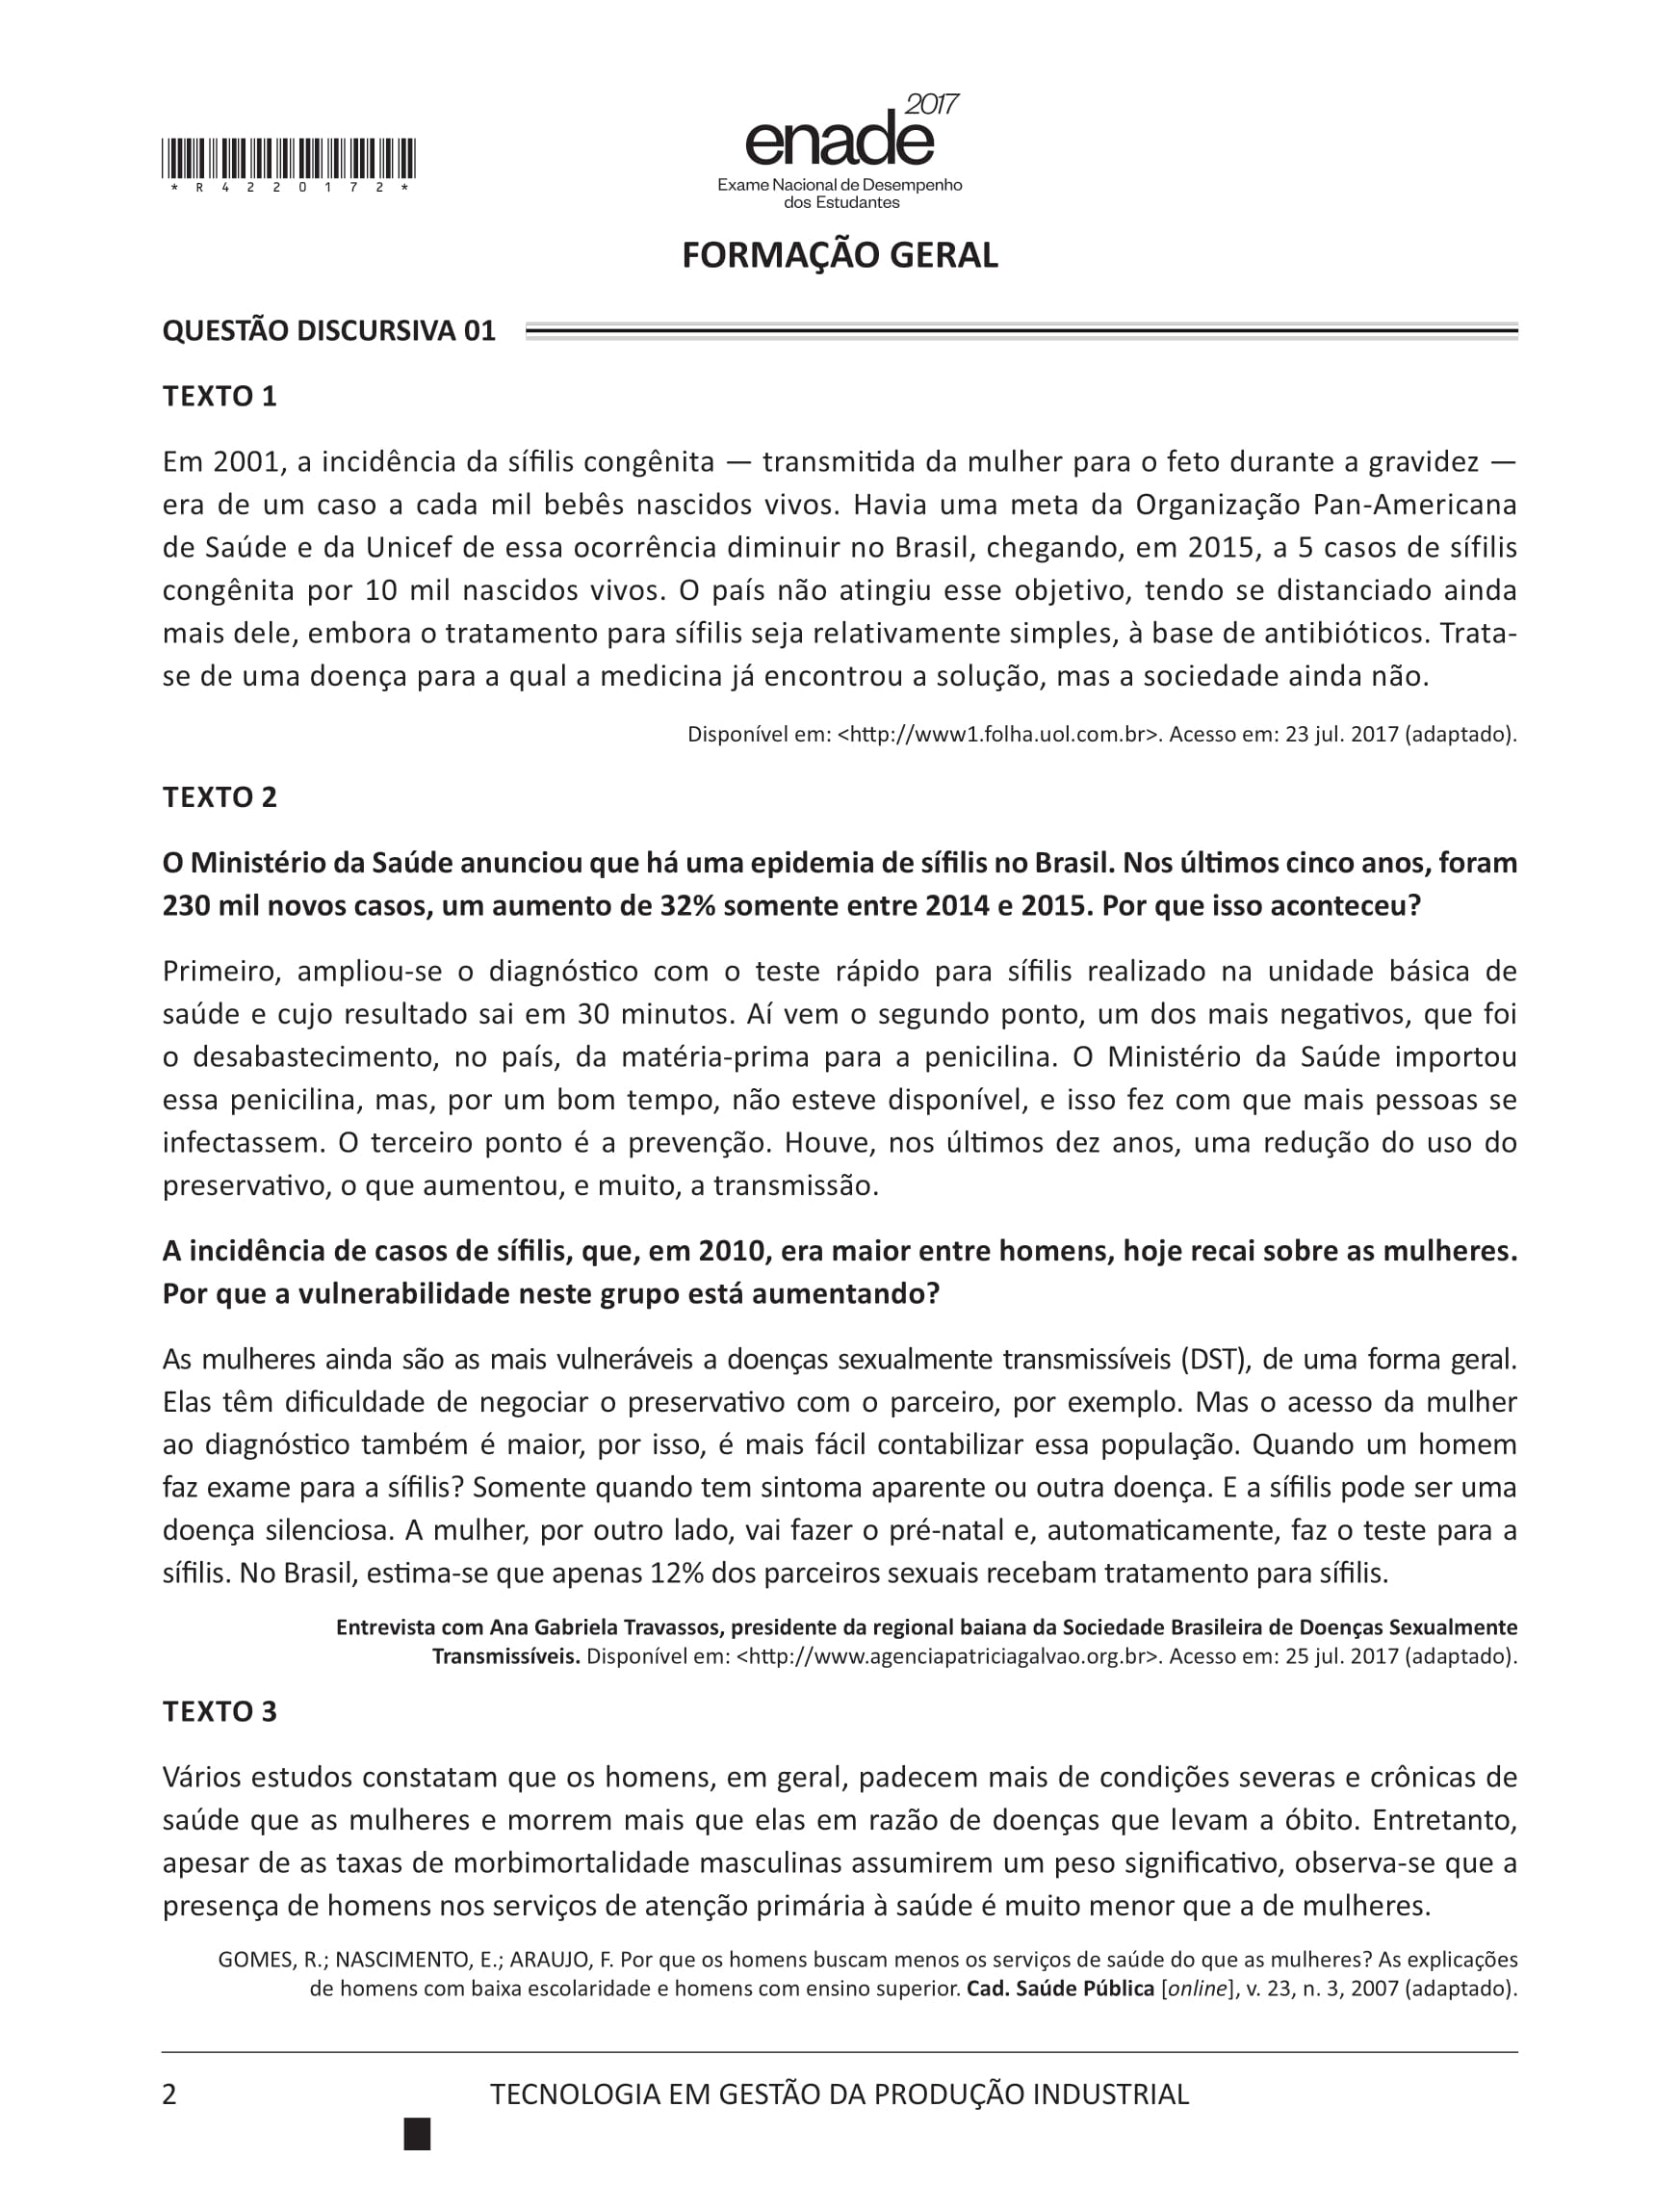 *R4220172*
2017
enade
Exame Nacional de Desempenho
dos Estudantes
FORMAÇÃO GERAL
QUESTÃO DISCURSIVA 01
TEXTO 1
Em 2001, a incidência da sífilis congênita — transmitida da mulher para o feto durante a gravidez —
era de um caso a cada mil bebês nascidos vivos. Havia uma meta da Organização Pan-Americana
de Saúde e da Unicef de essa ocorrência diminuir no Brasil, chegando, em 2015, a 5 casos de sífilis
congênita por 10 mil nascidos vivos. O país não atingiu esse objetivo, tendo se distanciado ainda
mais dele, embora o tratamento para sífilis seja relativamente simples, à base de antibióticos. Trata-
se de uma doença para a qual a medicina já encontrou a solução, mas a sociedade ainda não.
Disponível em: <http://www1.folha.uol.com.br>. Acesso em: 23 jul. 2017 (adaptado).
TEXTO 2
O Ministério da Saúde anunciou que há uma epidemia de sífilis no Brasil. Nos últimos cinco anos, foram
230 mil novos casos, um aumento de 32% somente entre 2014 e 2015. Por que isso aconteceu?
Primeiro, ampliou-se o diagnóstico com o teste rápido para sífilis realizado na unidade básica de
saúde e cujo resultado sai em 30 minutos. Aí vem o segundo ponto, um dos mais negativos, que foi
o desabastecimento, no país, da matéria-prima para a penicilina. O Ministério da Saúde importou
essa penicilina, mas, por um bom tempo, não esteve disponível, e isso fez com que mais pessoas se
infectassem. O terceiro ponto é a prevenção. Houve, nos últimos dez anos, uma redução do uso do
preservativo, o que aumentou, e muito, a transmissão.
A incidência de casos de sífilis, que, em 2010, era maior entre homens, hoje recai sobre as mulheres.
Por que a vulnerabilidade neste grupo está aumentando?
As mulheres ainda são as mais vulneráveis a doenças sexualmente transmissíveis (DST), de uma forma geral.
Elas têm dificuldade de negociar o preservativo com o parceiro, por exemplo. Mas o acesso da mulher
ao diagnóstico também é maior, por isso, é mais fácil contabilizar essa população. Quando um homem
faz exame para a sífilis? Somente quando tem sintoma aparente ou outra doença. E a sífilis pode ser uma
doença silenciosa. A mulher, por outro lado, vai fazer o pré-natal e, automaticamente, faz o teste para a
sífilis. No Brasil, estima-se que apenas 12% dos parceiros sexuais recebam tratamento para sífilis.
Entrevista com Ana Gabriela Travassos, presidente da regional baiana da Sociedade Brasileira de Doenças Sexualmente
Transmissíveis. Disponível em: <http://www.agenciapatriciagalvao.org.br>. Acesso em: 25 jul. 2017 (adaptado).
TEXTO 3
Vários estudos constatam que os homens, em geral, padecem mais de condições severas e crônicas de
saúde que as mulheres e morrem mais que elas em razão de doenças que levam a óbito. Entretanto,
apesar de as taxas de morbimortalidade masculinas assumirem um peso significativo, observa-se que a
presença de homens nos serviços de atenção primária à saúde é muito menor que a de mulheres.
GOMES, R.; NASCIMENTO, E.; ARAUJO, F. Por que os homens buscam menos os serviços de saúde do que as mulheres? As explicações
de homens com baixa escolaridade e homens com ensino superior. Cad. Saúde Pública [online], v. 23, n. 3, 2007 (adaptado).
2
TECNOLOGIA EM GESTÃO DA PRODUÇÃO INDUSTRIAL